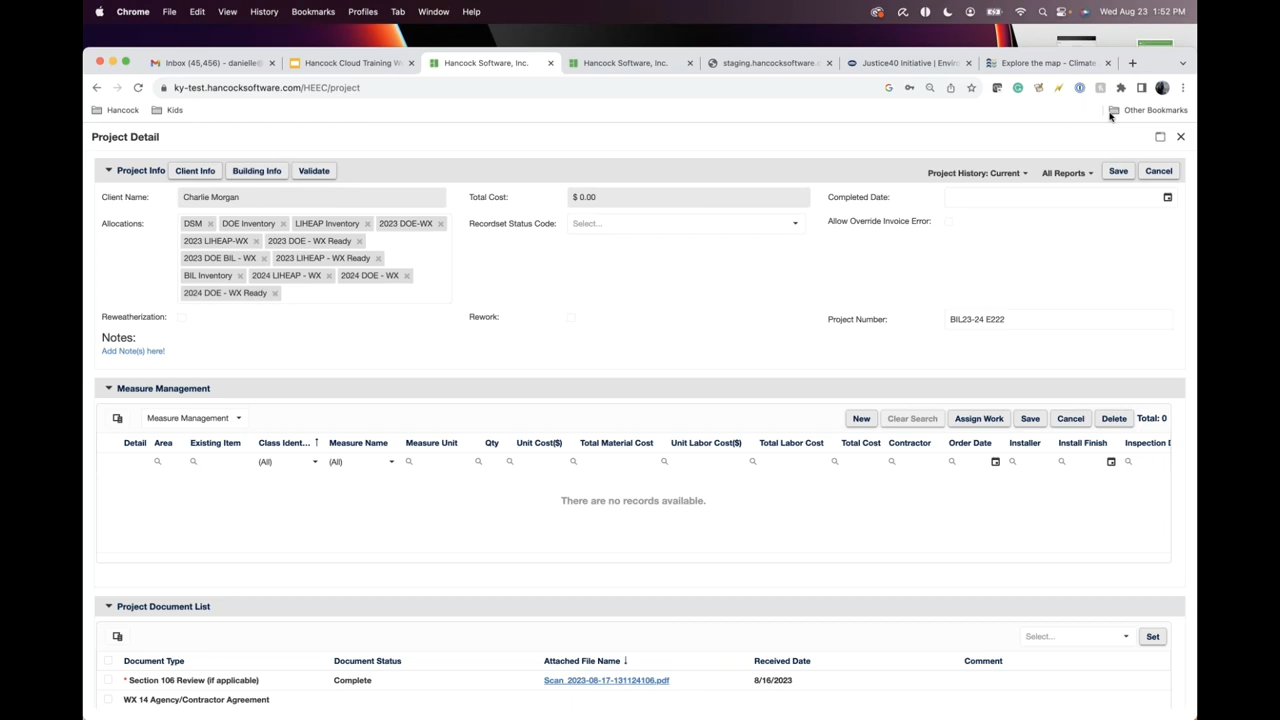 Chrome File Edit View History Bookmarks Profiles Tab Window Help Wed Aug 23 1:52 PM
Inbox (45,456) - danielle@ Hancock Cloud Training W Hancock Software, Inc. Hancock Software, Inc. staging.hancocksoftware.c Justice40 Initiative | Enviro Explore the map - Climate
ky-test.hancocksoftware.com/HEEC/project
Hancock Kids Other Bookmarks
Project Detail
Project Info Client Info Building Info Validate Project History: Current All Reports Save Cancel
Client Name: Charlie Morgan Total Cost: $ 0.00 Completed Date:
Allocations: DSM DOE Inventory LIHEAP Inventory 2023 DOE-WX Recordset Status Code: Select... Allow Override Invoice Error:
2023 LIHEAP-WX 2023 DOE - WX Ready
2023 DOE BIL - WX 2023 LIHEAP - WX Ready
BIL Inventory 2024 LIHEAP - WX 2024 DOE - WX
2024 DOE - WX Ready
Reweatherization: Rework: Project Number: BIL23-24 E222
Notes:
Add Note(s) here!
Measure Management
Measure Management New Clear Search Assign Work Save Cancel Delete Total: 0
Detail Area Existing Item Class Ident... Measure Name Measure Unit Qty Unit Cost($) Total Material Cost Unit Labor Cost($) Total Labor Cost Total Cost Contractor Order Date Installer Install Finish Inspection D
(All) (All)
There are no records available.
Project Document List
Select... Set
Document Type Document Status Attached File Name Received Date Comment
* Section 106 Review (if applicable) Complete Scan_2023-08-17-131124106.pdf 8/16/2023
WX 14 Agency/Contractor Agreement